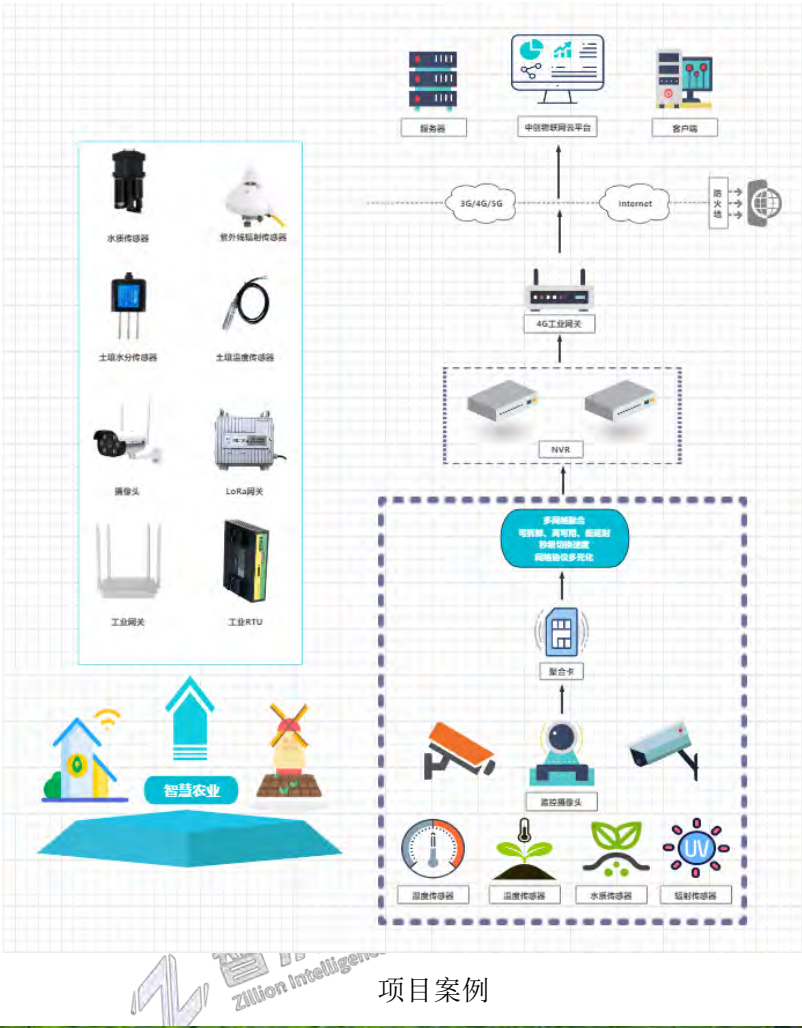 服务器
中创物联网云平台
客户端
3G/4G/5G
Internet
防火墙
4G工业网关
NVR
多网络聚合
可拆卸、高可用、低延时
秒级切换速度
网络协议多元化
聚合卡
监控摄像头
湿度传感器
温度传感器
水质传感器
辐射传感器
UV
水质传感器
紫外线辐射传感器
土壤水分传感器
土壤温度传感器
摄像头
LoRa网关
工业网关
工业RTU
智慧农业
Zillion Intelligence
项目案例